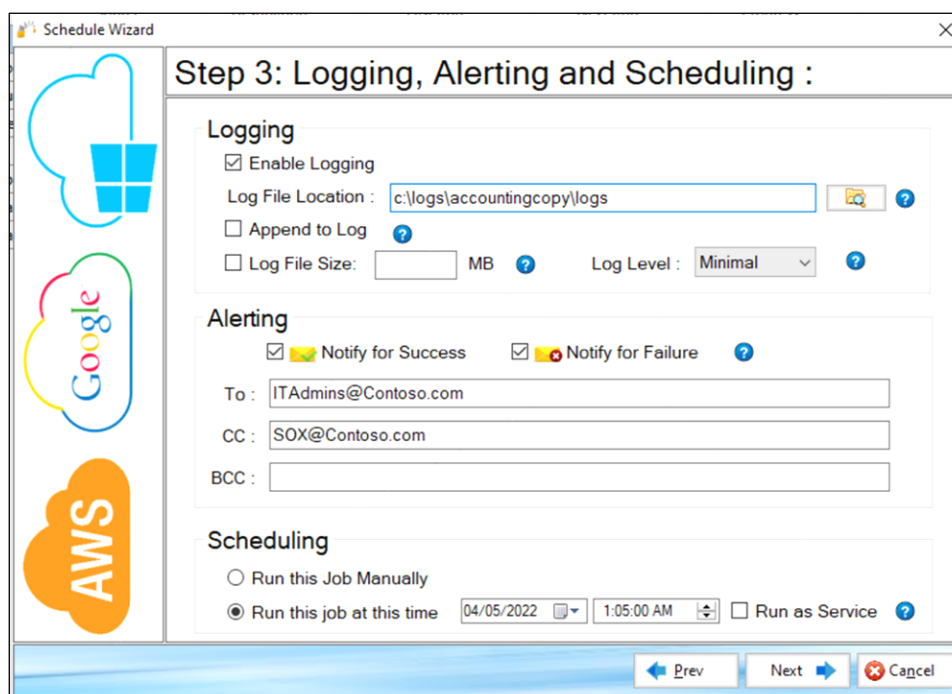 Schedule Wizard
Step 3: Logging, Alerting and Scheduling :
Logging
Enable Logging
Log File Location : c:\logs\accountingcopy\logs ?
Append to Log ?
Log File Size: MB ? Log Level : Minimal ?
Google
Alerting
Notify for Success Notify for Failure ?
To : ITAdmins@Contoso.com
CC : SOX@Contoso.com
BCC :
AWS
Scheduling
Run this Job Manually
Run this job at this time 04/05/2022 1:05:00 AM Run as Service ?
Prev Next Cancel